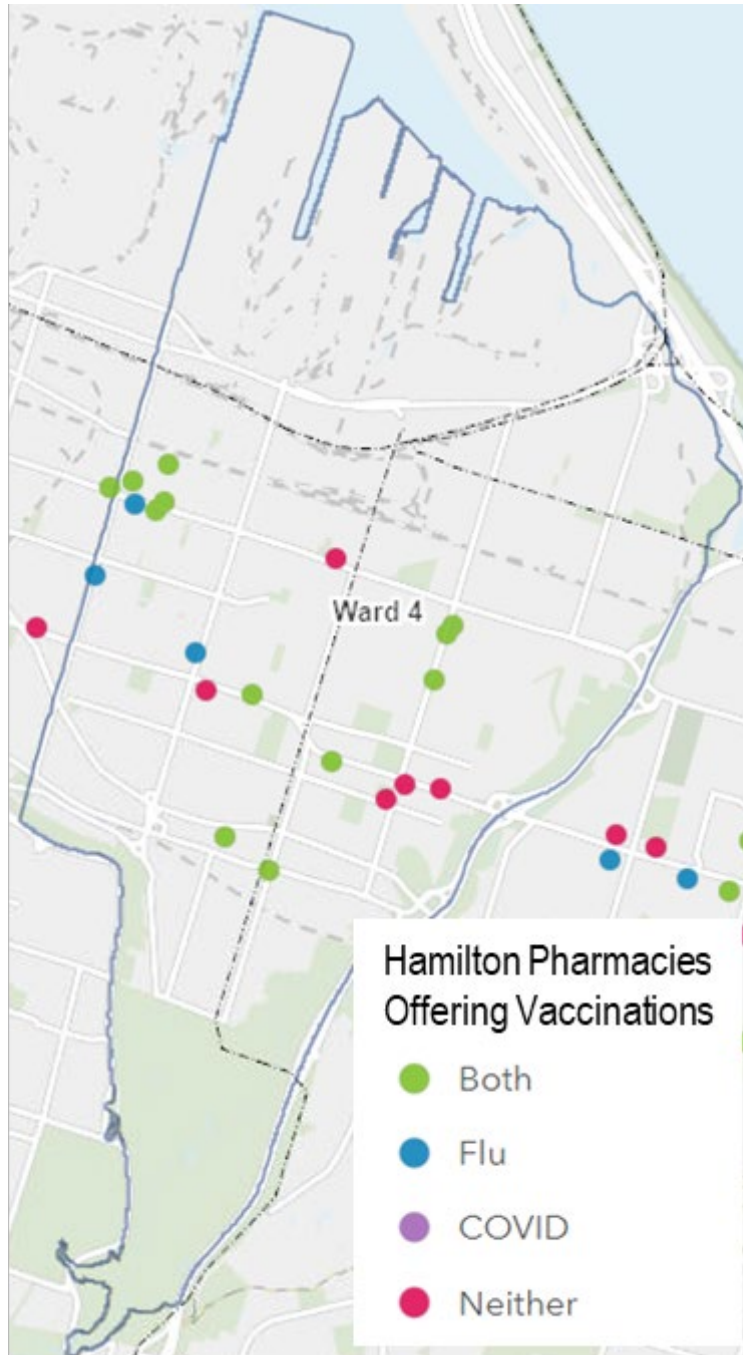 Ward 4
Hamilton Pharmacies
Offering Vaccinations
Both
Flu
COVID
Neither